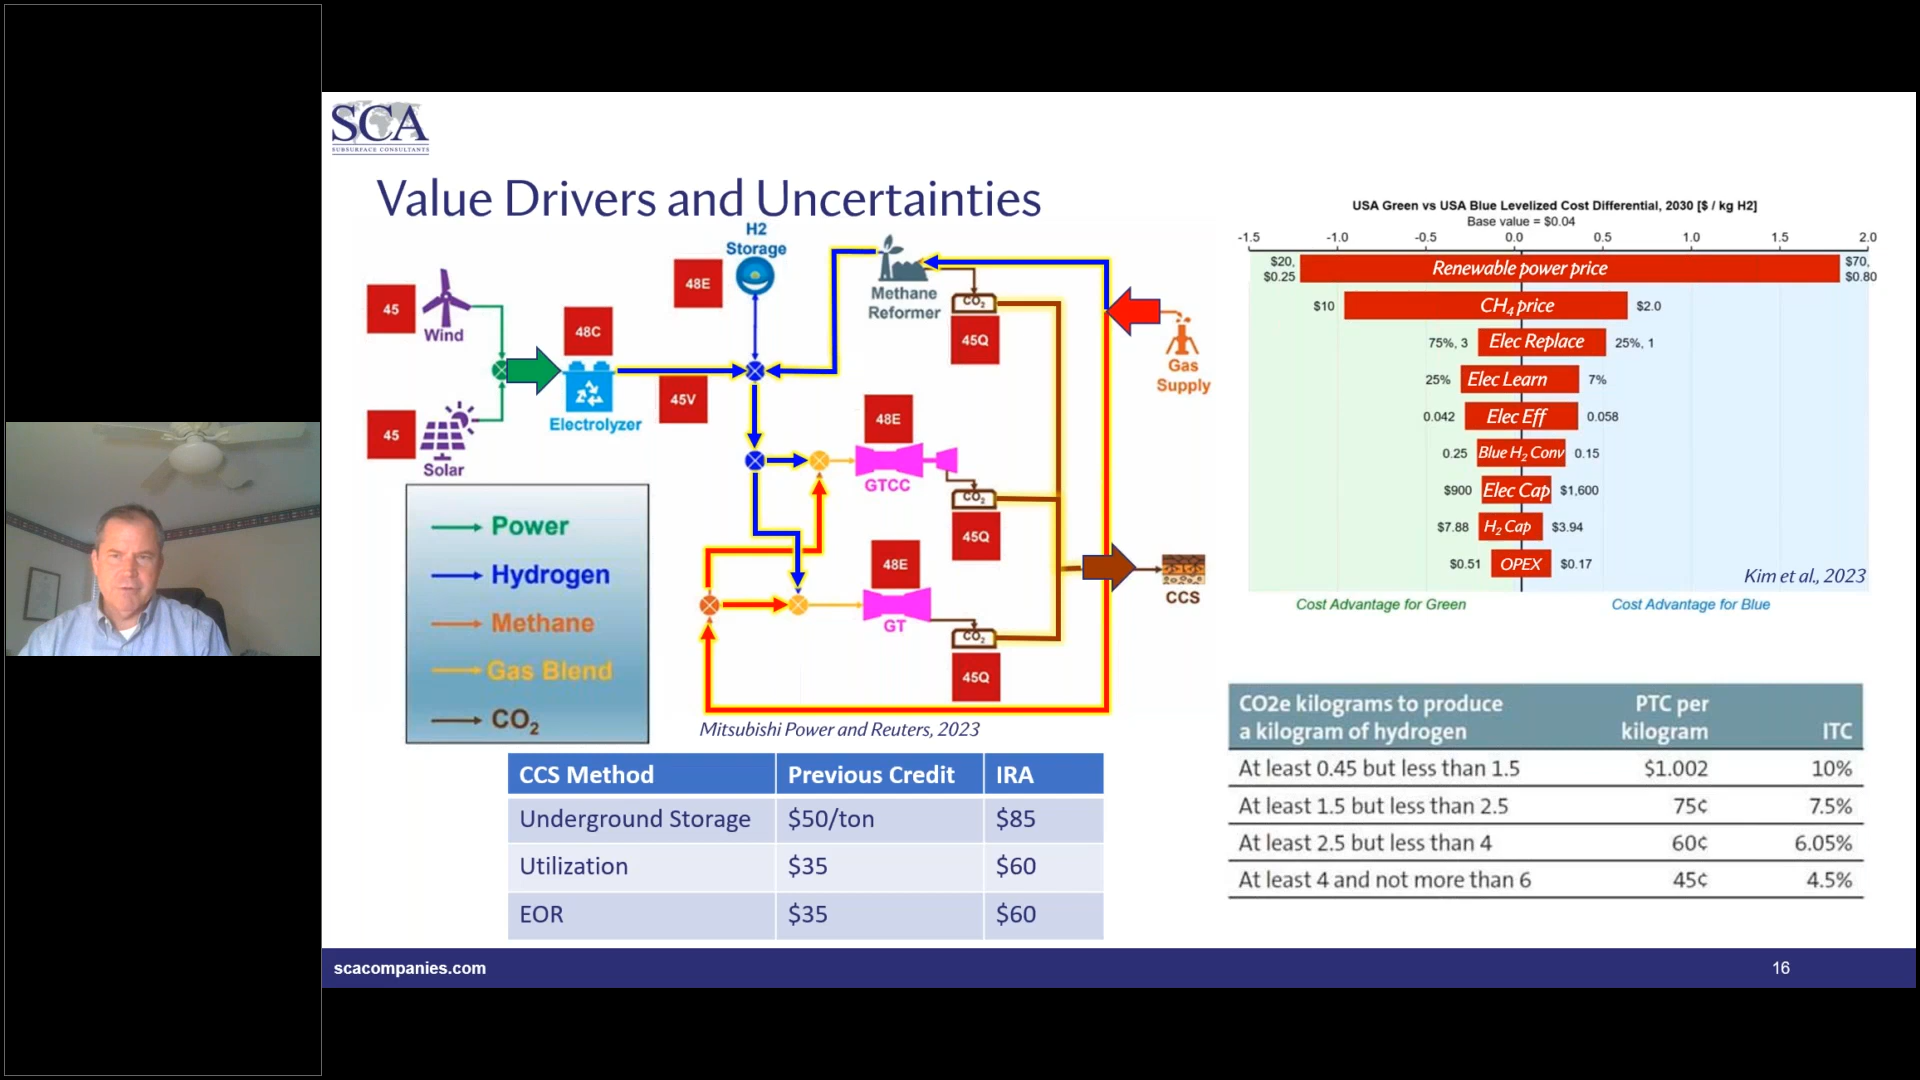 SCA
SUBSURFACE CONSULTANTS
Value Drivers and Uncertainties
H2
Storage
48E
45
Wind
48C
45V
Electrolyzer
45
Solar
Methane
Reformer
CO2
45Q
Gas
Supply
48E
GTCC
CO2
45Q
48E
GT
CO2
45Q
CCS
Power
Hydrogen
Methane
Gas Blend
CO2
Mitsubishi Power and Reuters, 2023
CCS Method Previous Credit IRA
Underground Storage $50/ton $85
Utilization $35 $60
EOR $35 $60
USA Green vs USA Blue Levelized Cost Differential, 2030 [$ / kg H2]
Base value = $0.04
-1.5 -1.0 -0.5 0.0 0.5 1.0 1.5 2.0
$20, $0.25 Renewable power price $70, $0.80
$10 CH4 price $2.0
75%, 3 Elec Replace 25%, 1
25% Elec Learn 7%
0.042 Elec Eff 0.058
0.25 Blue H2 Conv 0.15
$900 Elec Cap $1,600
$7.88 H2 Cap $3.94
$0.51 OPEX $0.17
Kim et al., 2023
Cost Advantage for Green Cost Advantage for Blue
CO2e kilograms to produce
a kilogram of hydrogen
PTC per
kilogram
ITC
At least 0.45 but less than 1.5 $1.002 10%
At least 1.5 but less than 2.5 75¢ 7.5%
At least 2.5 but less than 4 60¢ 6.05%
At least 4 and not more than 6 45¢ 4.5%
scacompanies.com 16